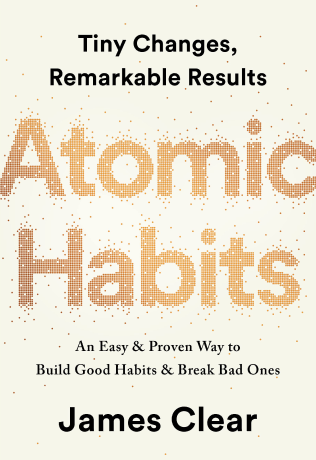 Tiny Changes,
Remarkable Results
Atomic
Habits
An Easy & Proven Way to
Build Good Habits & Break Bad Ones
James Clear